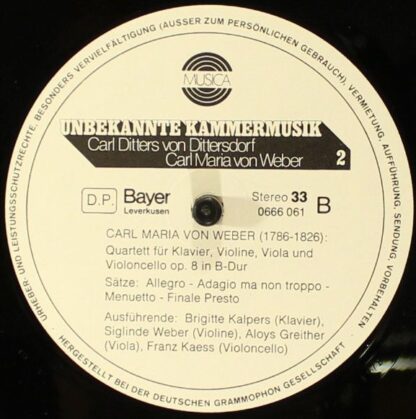 URHEBER- UND LEISTUNGSSCHUTZRECHTE, BESONDERS VERVIELFÄLTIGUNG (AUSSER ZUM PERSÖNLICHEN GEBRAUCH), VERMIETUNG, AUFFÜHRUNG, SENDUNG, VORBEHALTEN
MUSICA
UNBEKANNTE KAMMERMUSIK
Carl Ditters von Dittersdorf
Carl Maria von Weber 2
D.P. Bayer Stereo 33
Leverkusen 0666 061 B
CARL MARIA VON WEBER (1786-1826):
Quartett für Klavier, Violine, Viola und
Violoncello op. 8 in B-Dur
Sätze: Allegro - Adagio ma non troppo -
Menuetto - Finale Presto
Ausführende: Brigitte Kalpers (Klavier),
Siglinde Weber (Violine), Aloys Greither
(Viola), Franz Kaess (Violoncello)
HERGESTELLT BEI DER DEUTSCHEN GRAMMOPHON GESELLSCHAFT